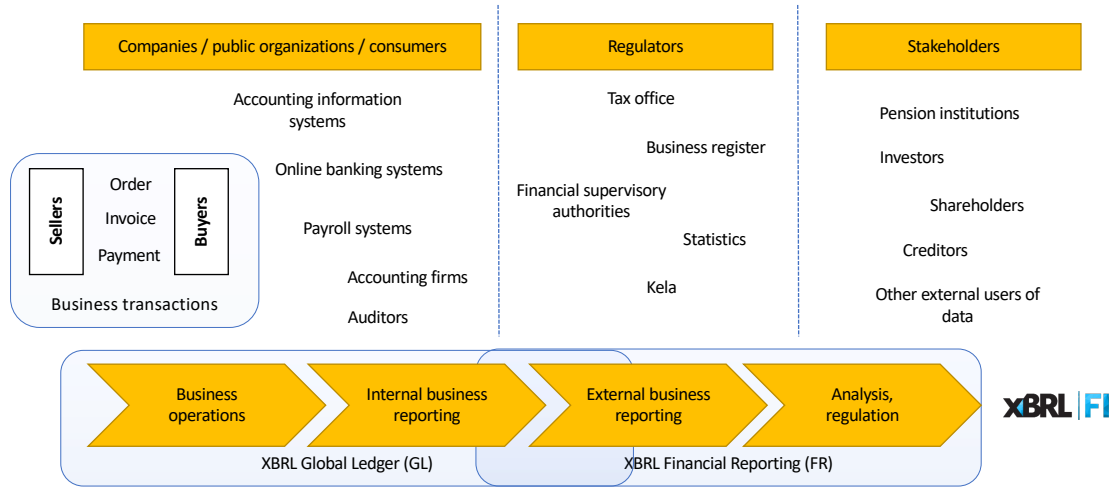 Companies / public organizations / consumers
Regulators
Stakeholders
Accounting information
systems
Online banking systems
Payroll systems
Accounting firms
Auditors
Sellers
Order
Invoice
Payment
Buyers
Business transactions
Tax office
Business register
Financial supervisory
authorities
Statistics
Kela
Pension institutions
Investors
Shareholders
Creditors
Other external users of
data
Business
operations
Internal business
reporting
External business
reporting
Analysis,
regulation
XBRL Global Ledger (GL)
XBRL Financial Reporting (FR)
xBRL FI